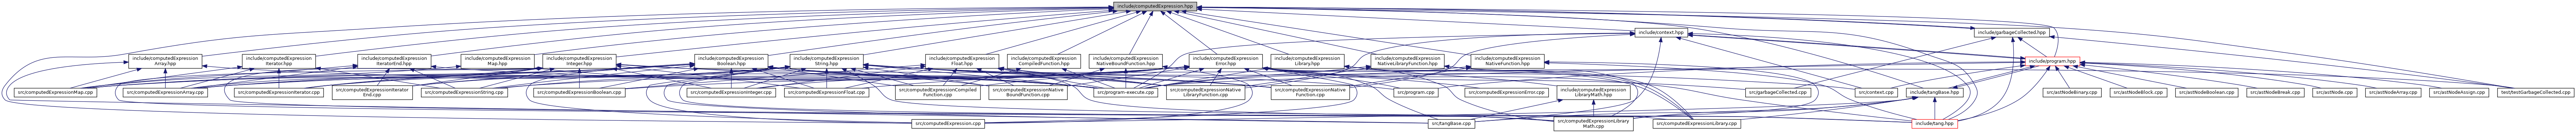 include/computedExpression.hpp
include/context.hpp
include/garbageCollected.hpp
include/computedExpression
Array.hpp
include/computedExpression
Iterator.hpp
include/computedExpression
IteratorEnd.hpp
include/computedExpression
Map.hpp
include/computedExpression
Integer.hpp
include/computedExpression
Boolean.hpp
include/computedExpression
String.hpp
include/computedExpression
Float.hpp
include/computedExpression
CompiledFunction.hpp
include/computedExpression
NativeBoundFunction.hpp
include/computedExpression
Error.hpp
include/computedExpression
Library.hpp
include/computedExpression
NativeLibraryFunction.hpp
include/computedExpression
NativeFunction.hpp
include/program.hpp
src/computedExpressionMap.cpp
src/computedExpressionArray.cpp
src/computedExpressionIterator.cpp
src/computedExpressionIterator
End.cpp
src/computedExpressionString.cpp
src/computedExpressionBoolean.cpp
src/computedExpressionInteger.cpp
src/computedExpressionFloat.cpp
src/computedExpressionCompiled
Function.cpp
src/computedExpressionNative
BoundFunction.cpp
src/program-execute.cpp
src/computedExpressionNative
LibraryFunction.cpp
src/computedExpressionNative
Function.cpp
src/program.cpp
src/computedExpressionError.cpp
include/computedExpression
LibraryMath.hpp
src/garbageCollected.cpp
src/context.cpp
include/tangBase.hpp
src/astNodeBinary.cpp
src/astNodeBlock.cpp
src/astNodeBoolean.cpp
src/astNodeBreak.cpp
src/astNode.cpp
src/astNodeArray.cpp
src/astNodeAssign.cpp
test/testGarbageCollected.cpp
src/computedExpression.cpp
src/tangBase.cpp
src/computedExpressionLibrary
Math.cpp
src/computedExpressionLibrary.cpp
include/tang.hpp